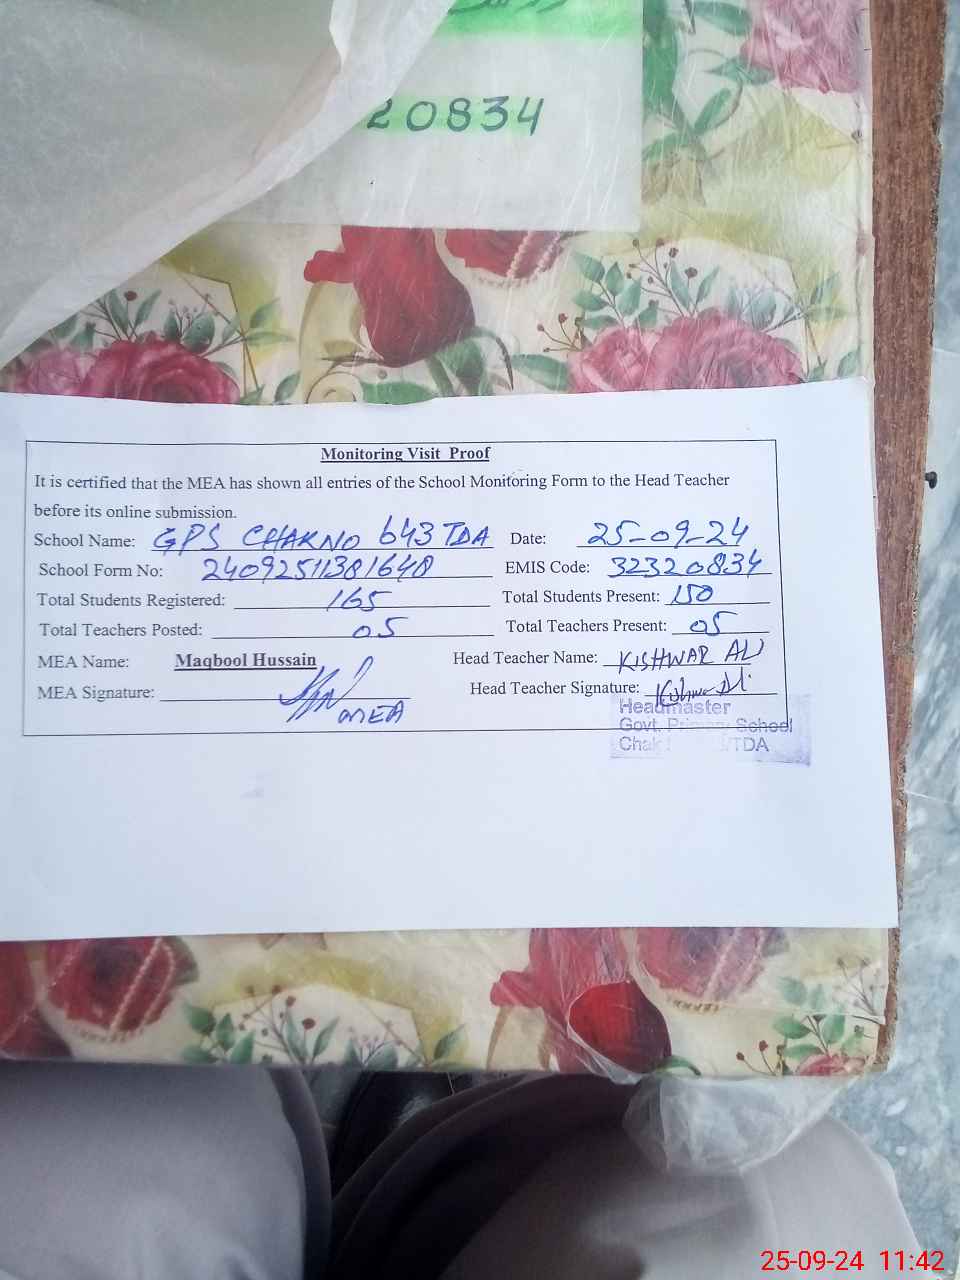 20834
Monitoring Visit Proof
It is certified that the MEA has shown all entries of the School Monitoring Form to the Head Teacher
before its online submission.
School Name: GPS CHAKNO 643 TDA Date: 25-09-24
School Form No: 24092511381648 EMIS Code: 32320834
Total Students Registered: 165 Total Students Present: 150
Total Teachers Posted: 05 Total Teachers Present: 05
MEA Name: Maqbool Hussain Head Teacher Name: KISHWAR ALI
MEA Signature: MEA Head Teacher Signature:
Headmaster
Govt. Primary School
Chak /TDA
25-09-24 11:42